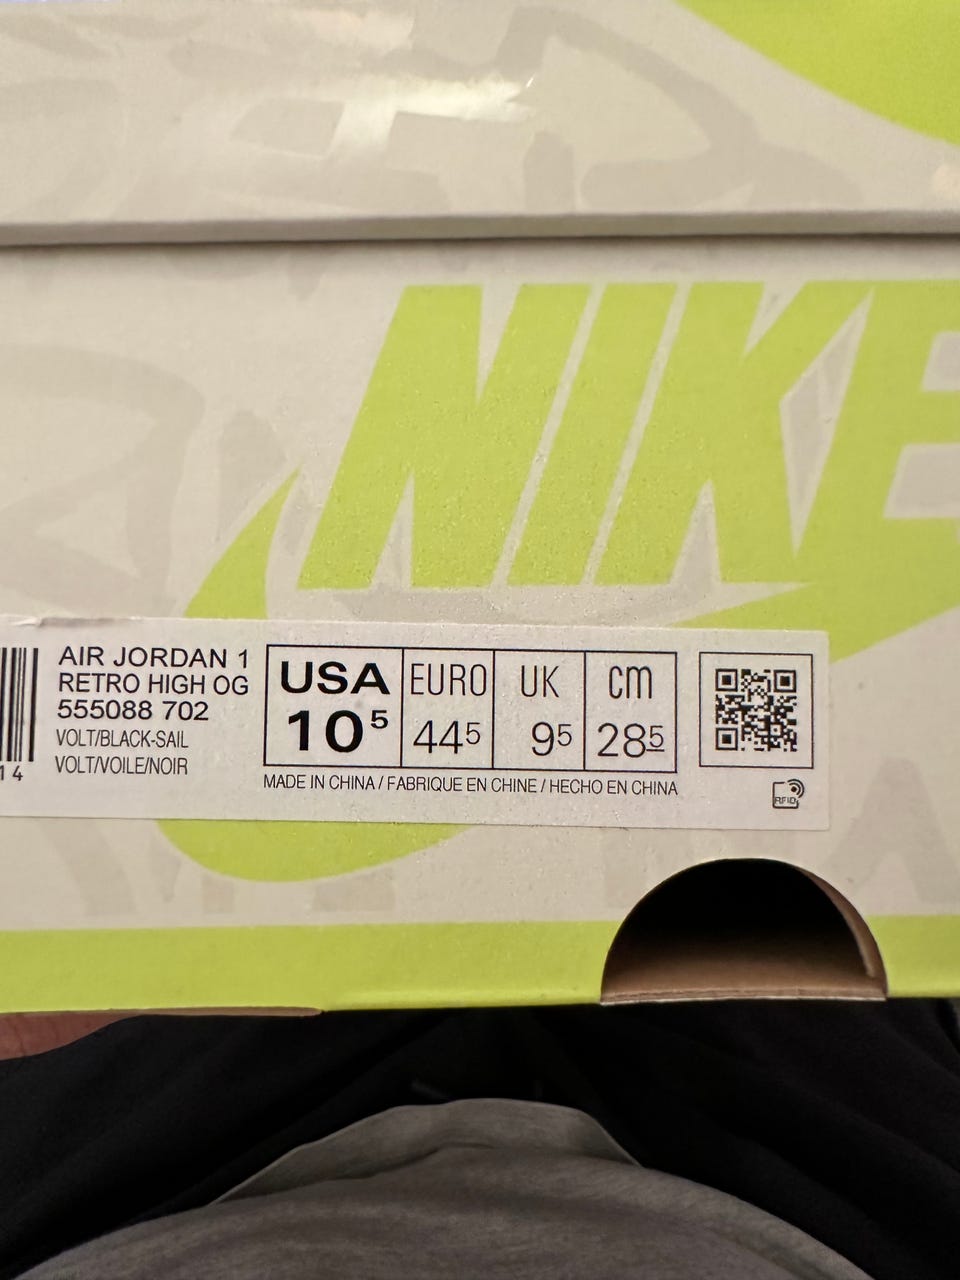 NIKE
AIR JORDAN 1
RETRO HIGH OG
555088 702
VOLT/BLACK-SAIL
VOLT/VOILE/NOIR
14
USA EURO UK CM
10⁵ 44⁵ 9⁵ 28⁵
MADE IN CHINA / FABRIQUE EN CHINE / HECHO EN CHINA
RFID